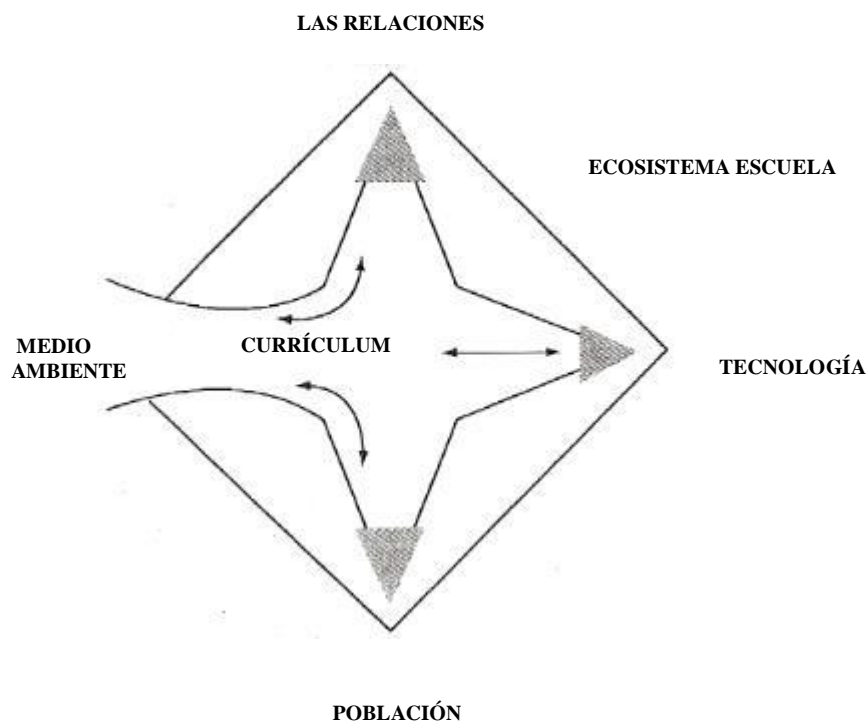 LAS RELACIONES
ECOSISTEMA ESCUELA
MEDIO
AMBIENTE
CURRÍCULUM
TECNOLOGÍA
POBLACIÓN